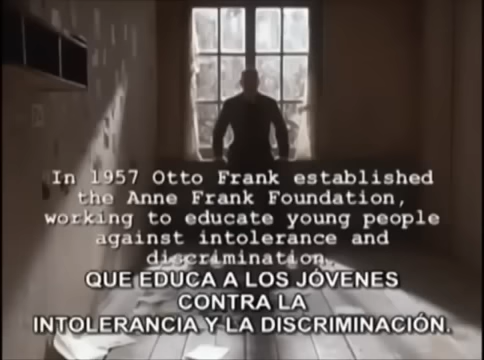 In 1957 Otto Frank established
the Anne Frank Foundation,
working to educate young people
against intolerance and
discrimination.
QUE EDUCA A LOS JÓVENES
CONTRA LA
INTOLERANCIA Y LA DISCRIMINACIÓN.